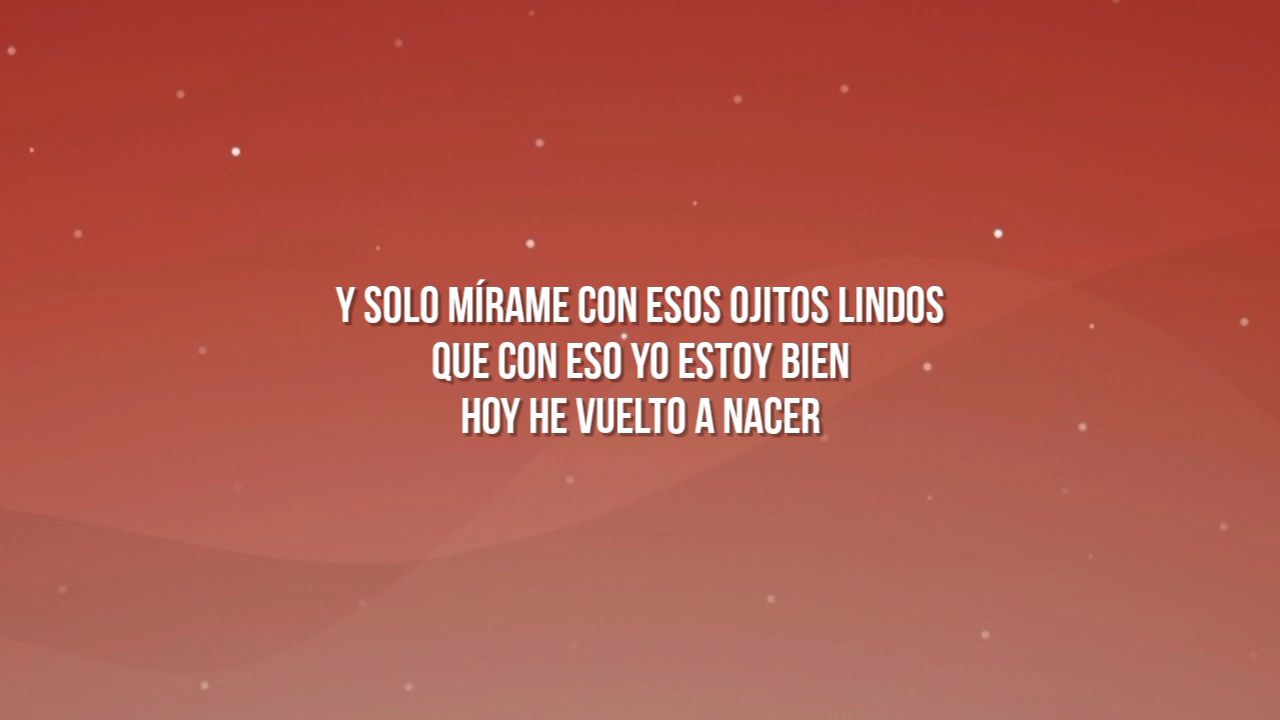 Y SOLO MÍRAME CON ESOS OJITOS LINDOS
QUE CON ESO YO ESTOY BIEN
HOY HE VUELTO A NACER